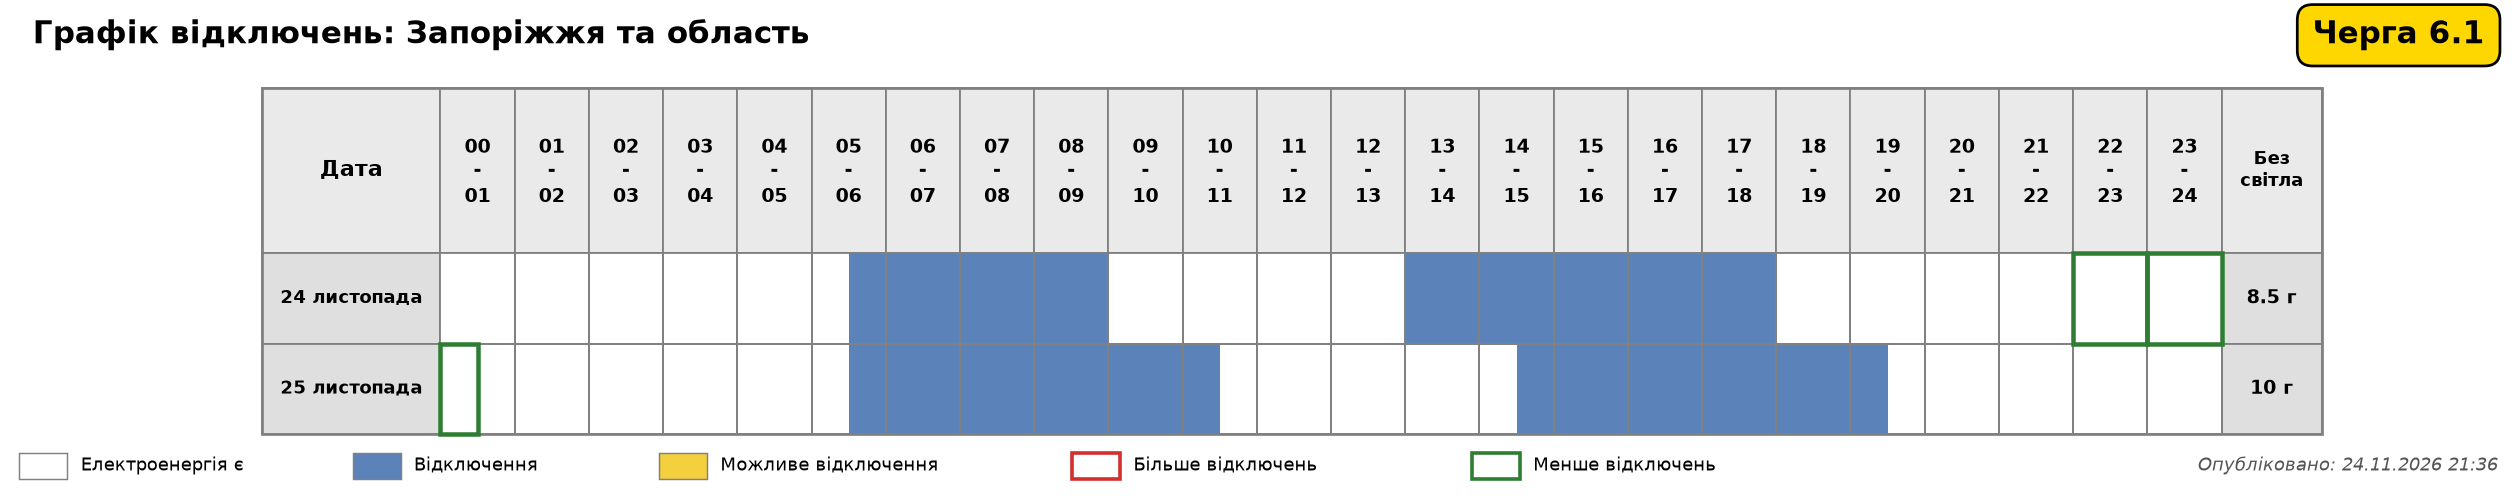 Графік відключень: Запоріжжя та область
Черга 6.1
Дата
00 - 01
01 - 02
02 - 03
03 - 04
04 - 05
05 - 06
06 - 07
07 - 08
08 - 09
09 - 10
10 - 11
11 - 12
12 - 13
13 - 14
14 - 15
15 - 16
16 - 17
17 - 18
18 - 19
19 - 20
20 - 21
21 - 22
22 - 23
23 - 24
Без
світла
24 листопада
8.5 г
25 листопада
10 г
Електроенергія є
Відключення
Можливе відключення
Більше відключень
Менше відключень
Опубліковано: 24.11.2026 21:36